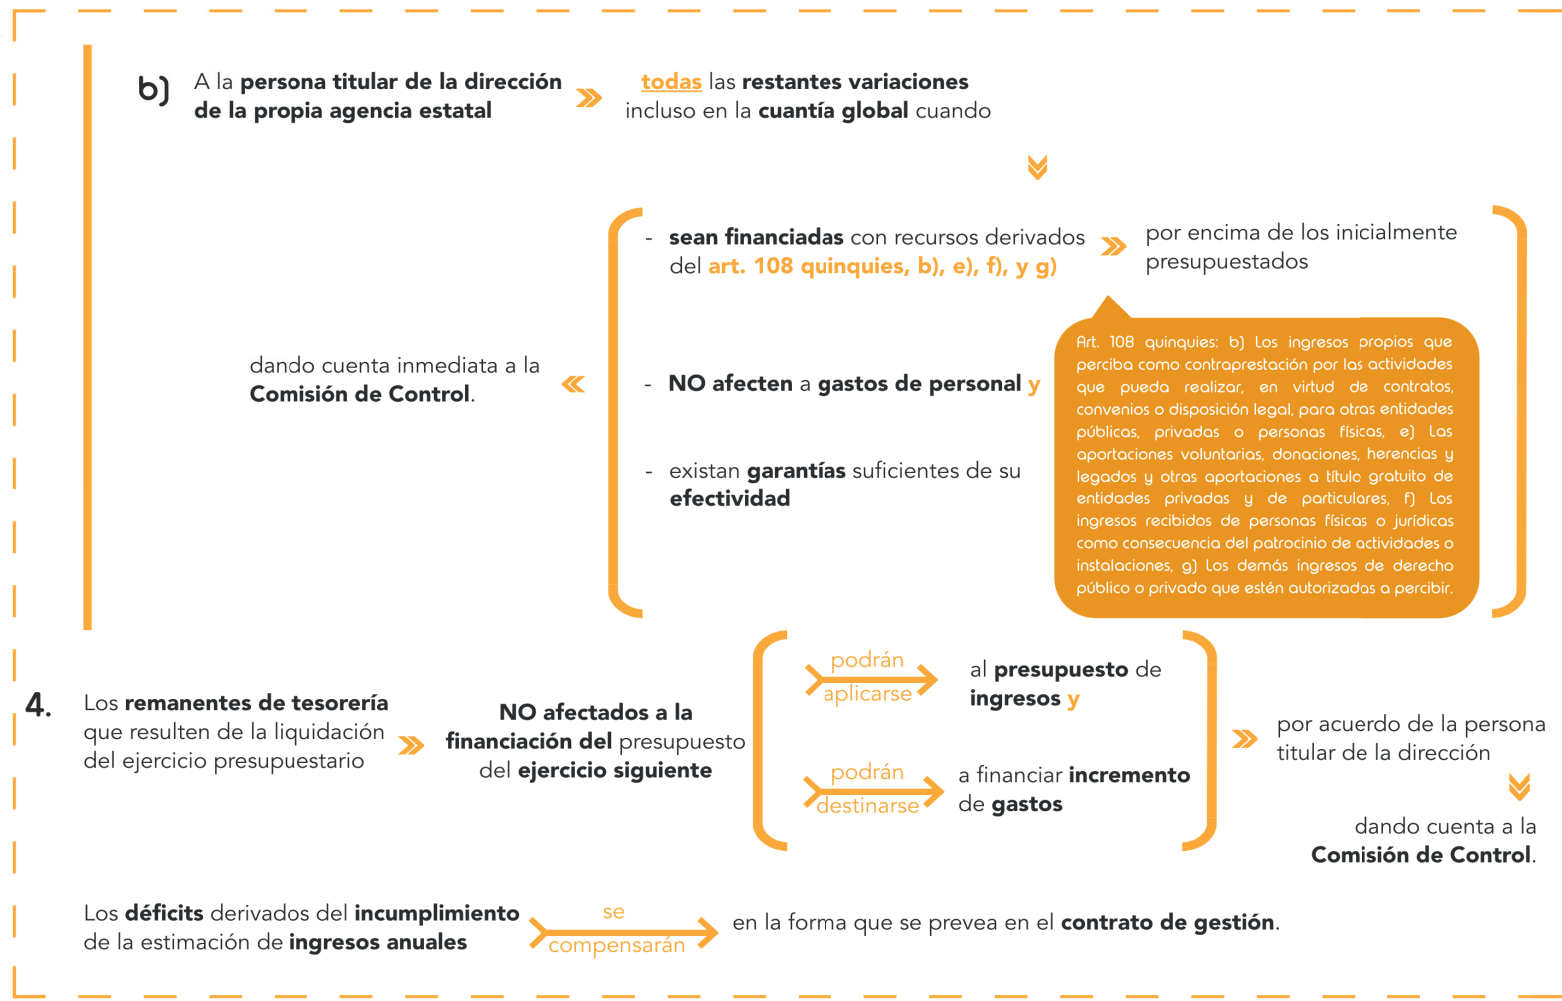 b) A la persona titular de la dirección
de la propia agencia estatal
todas las restantes variaciones
incluso en la cuantía global cuando
- sean financiadas con recursos derivados
del art. 108 quinquies, b), e), f), y g)
por encima de los inicialmente
presupuestados
Art. 108 quinquies: b) Los ingresos propios que
perciba como contraprestación por las actividades
que pueda realizar, en virtud de contratos,
convenios o disposición legal, para otras entidades
públicas, privadas o personas físicas, e) Las
aportaciones voluntarias, donaciones, herencias y
legados y otras aportaciones a título gratuito de
entidades privadas y de particulares, f) Los
ingresos recibidos de personas físicas o jurídicas
como consecuencia del patrocinio de actividades o
instalaciones, g) Los demás ingresos de derecho
público o privado que estén autorizadas a percibir.
- NO afecten a gastos de personal y
- existan garantías suficientes de su
efectividad
dando cuenta inmediata a la
Comisión de Control.
4. Los remanentes de tesorería
que resulten de la liquidación
del ejercicio presupuestario
NO afectados a la
financiación del presupuesto
del ejercicio siguiente
podrán
aplicarse
al presupuesto de
ingresos y
podrán
destinarse
a financiar incremento
de gastos
por acuerdo de la persona
titular de la dirección
dando cuenta a la
Comisión de Control.
Los déficits derivados del incumplimiento
de la estimación de ingresos anuales
se
compensarán
en la forma que se prevea en el contrato de gestión.